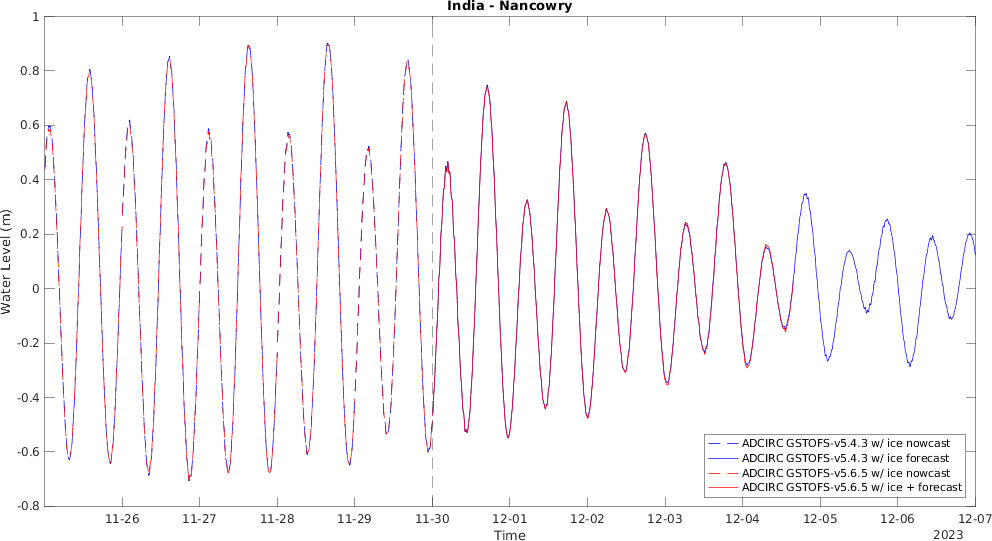 India - Nancowry
1
0.8
0.6
0.4
0.2
0
-0.2
-0.4
-0.6
-0.8
Water Level (m)
ADCIRC GSTOFS-v5.4.3 w/ ice nowcast
ADCIRC GSTOFS-v5.4.3 w/ ice forecast
ADCIRC GSTOFS-v5.6.5 w/ ice nowcast
ADCIRC GSTOFS-v5.6.5 w/ ice + forecast
11-26 11-27 11-28 11-29 11-30 12-01 12-02 12-03 12-04 12-05 12-06 12-07
Time
2023